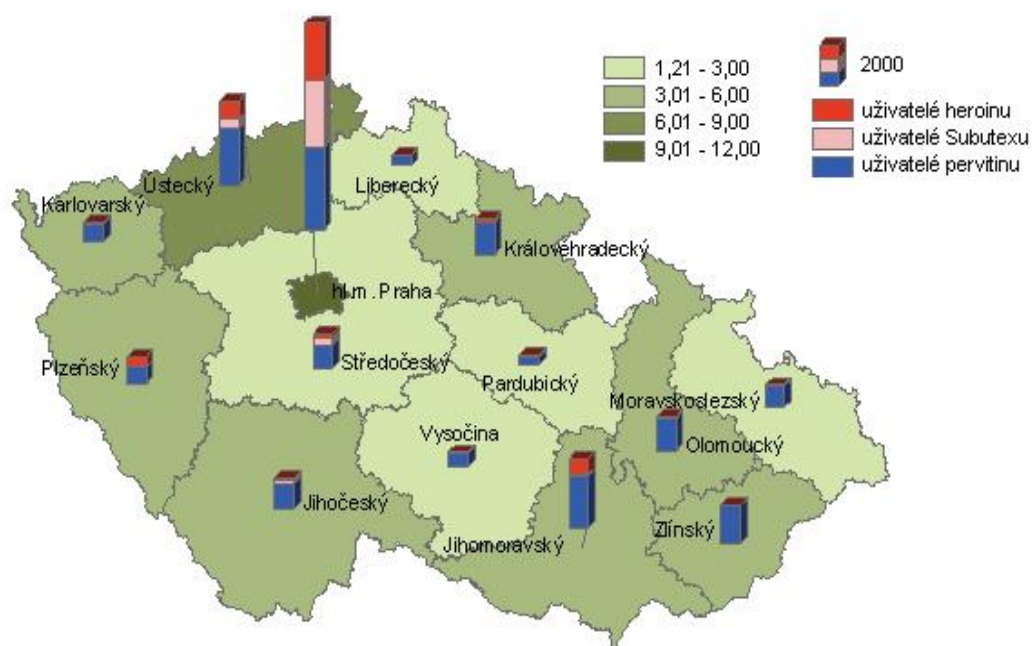 1,21 - 3,00
3,01 - 6,00
6,01 - 9,00
9,01 - 12,00
2000
uživatelé heroinu
uživatelé Subutexu
uživatelé pervitinu
Ústecký
Liberecký
Karlovarský
Královéhradecký
hl.m. Praha
Středočeský
Plzeňský
Pardubický
Moravskoslezský
Vysočina
Olomoucký
Jihočeský
Zlínský
Jihomoravský